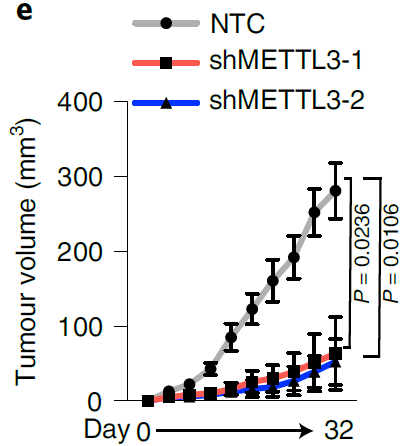 e
NTC
shMETTL3-1
shMETTL3-2
Tumour volume (mm³)
400
300
200
100
0
P = 0.0236
P = 0.0106
Day 0 32